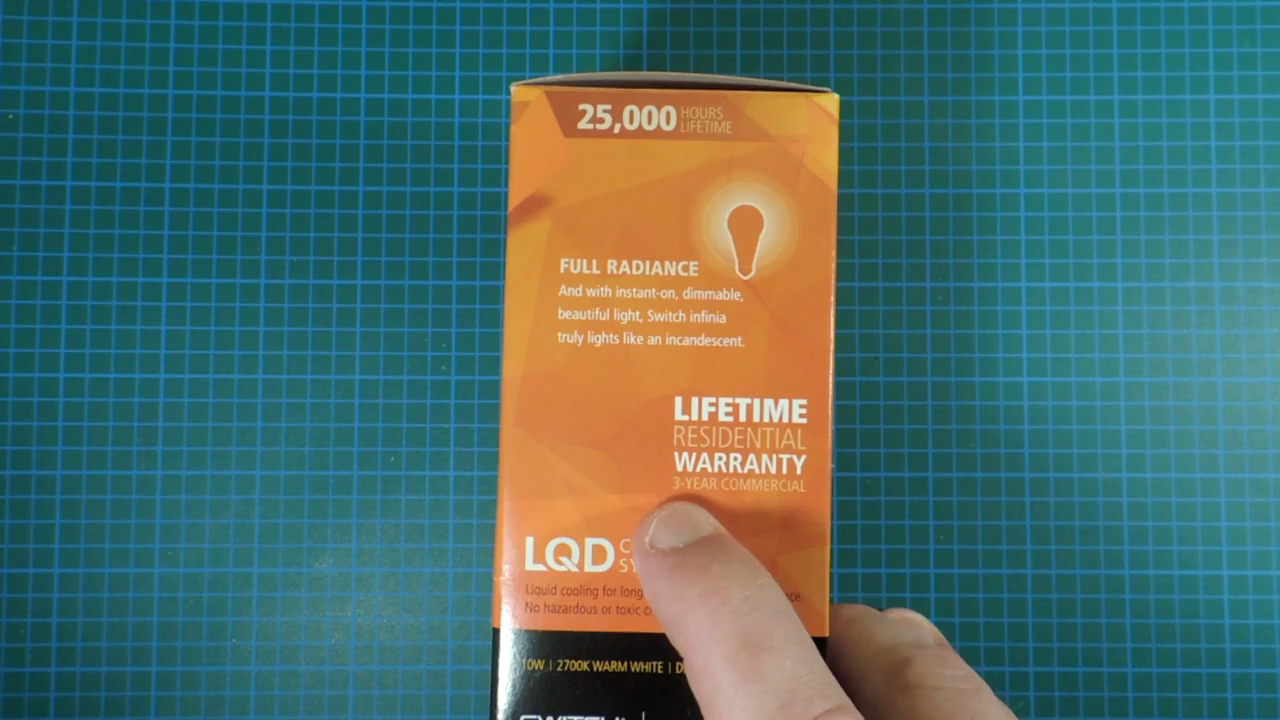 25,000 HOURS
LIFETIME
FULL RADIANCE
And with instant-on, dimmable,
beautiful light, Switch infinia
truly lights like an incandescent.
LIFETIME
RESIDENTIAL
WARRANTY
3-YEAR COMMERCIAL
LQD
Liquid cooling for long
No hazardous or toxic
10W | 2700K WARM WHITE |